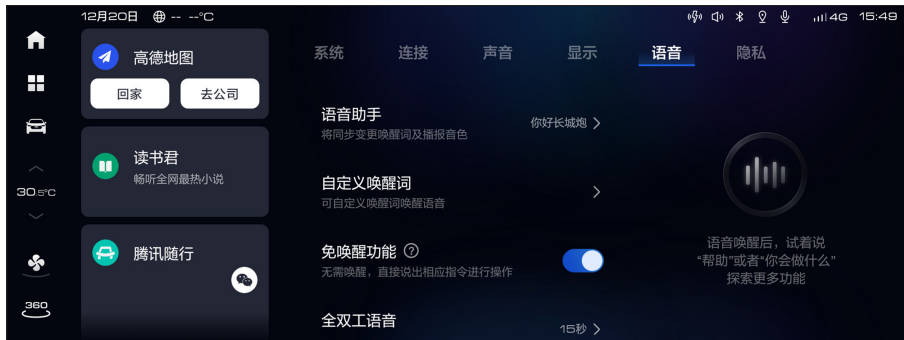 12月20日 -- --°C
4G 15:49
30.5°C
360
高德地图
回家 去公司
读书君
畅听全网最热小说
腾讯随行
系统 连接 声音 显示 语音 隐私
语音助手
将同步变更唤醒词及播报音色
你好长城炮
自定义唤醒词
可自定义唤醒词唤醒语音
免唤醒功能 ?
无需唤醒，直接说出相应指令进行操作
全双工语音
15秒
语音唤醒后，试着说
“帮助”或者“你会做什么”
探索更多功能